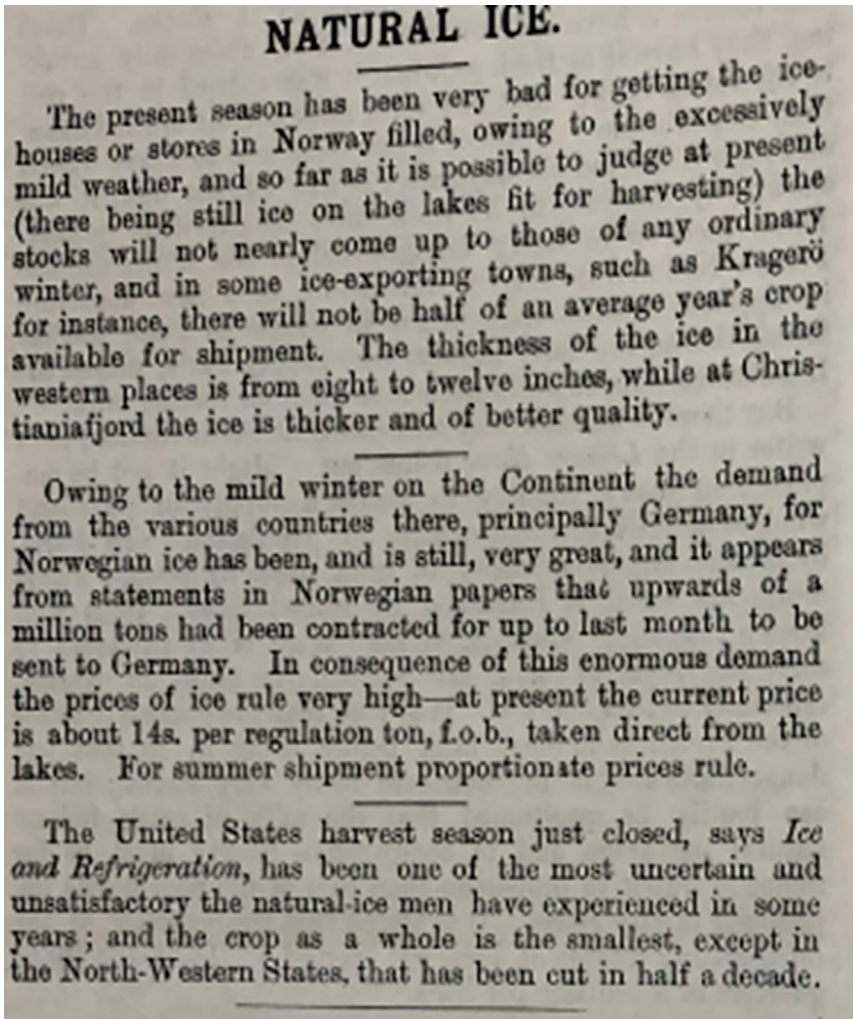 NATURAL ICE.
The present season has been very bad for getting the ice-
houses or stores in Norway filled, owing to the excessively
mild weather, and so far as it is possible to judge at present
(there being still ice on the lakes fit for harvesting) the
stocks will not nearly come up to those of any ordinary
winter, and in some ice-exporting towns, such as Kragerö
for instance, there will not be half of an average year's crop
available for shipment. The thickness of the ice in the
western places is from eight to twelve inches, while at Chris-
tianiafjord the ice is thicker and of better quality.
Owing to the mild winter on the Continent the demand
from the various countries there, principally Germany, for
Norwegian ice has been, and is still, very great, and it appears
from statements in Norwegian papers that upwards of a
million tons had been contracted for up to last month to be
sent to Germany. In consequence of this enormous demand
the prices of ice rule very high—at present the current price
is about 14s. per regulation ton, f.o.b., taken direct from the
lakes. For summer shipment proportionate prices rule.
The United States harvest season just closed, says Ice
and Refrigeration, has been one of the most uncertain and
unsatisfactory the natural-ice men have experienced in some
years; and the crop as a whole is the smallest, except in
the North-Western States, that has been cut in half a decade.